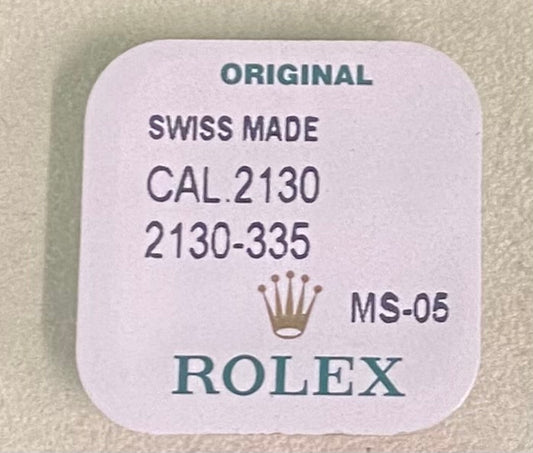 ORIGINAL
SWISS MADE
CAL.2130
2130-335
MS-05
ROLEX